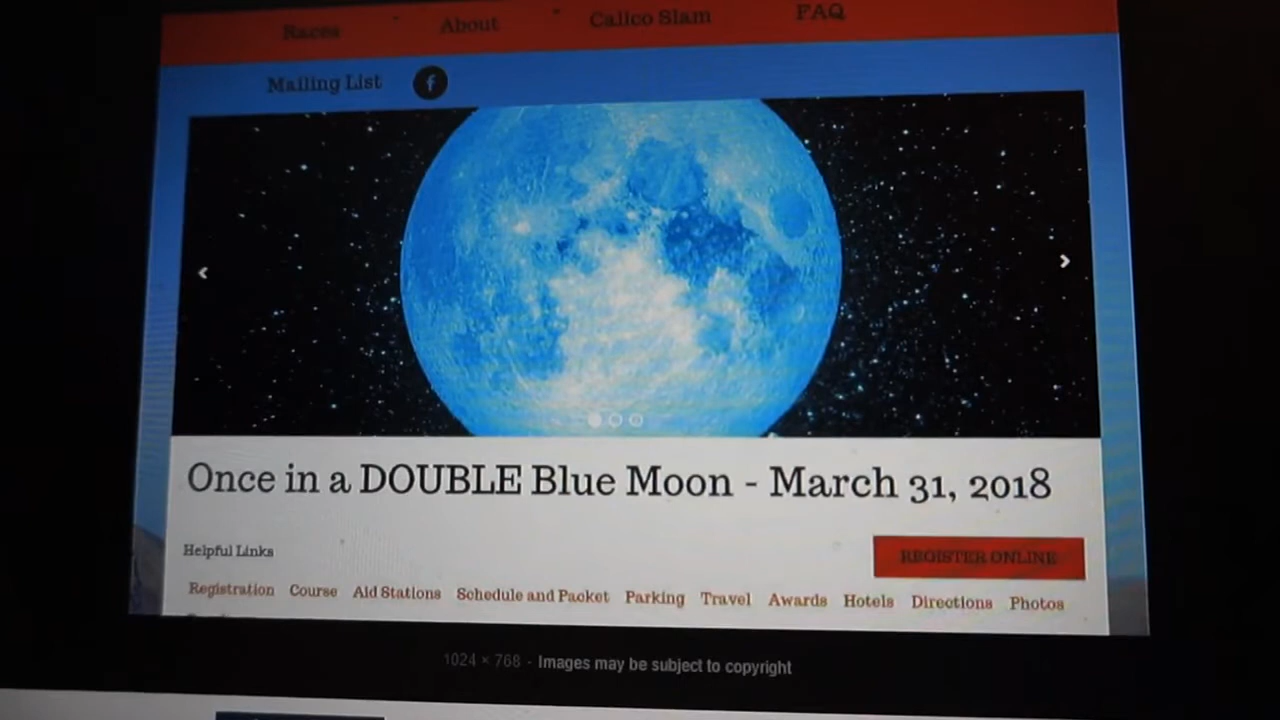 Races About Calico Slam FAQ
Mailing List f
Once in a DOUBLE Blue Moon - March 31, 2018
Helpful Links
REGISTER ONLINE
Registration Course Aid Stations Schedule and Packet Parking Travel Awards Hotels Directions Photos
1024 × 768 - Images may be subject to copyright